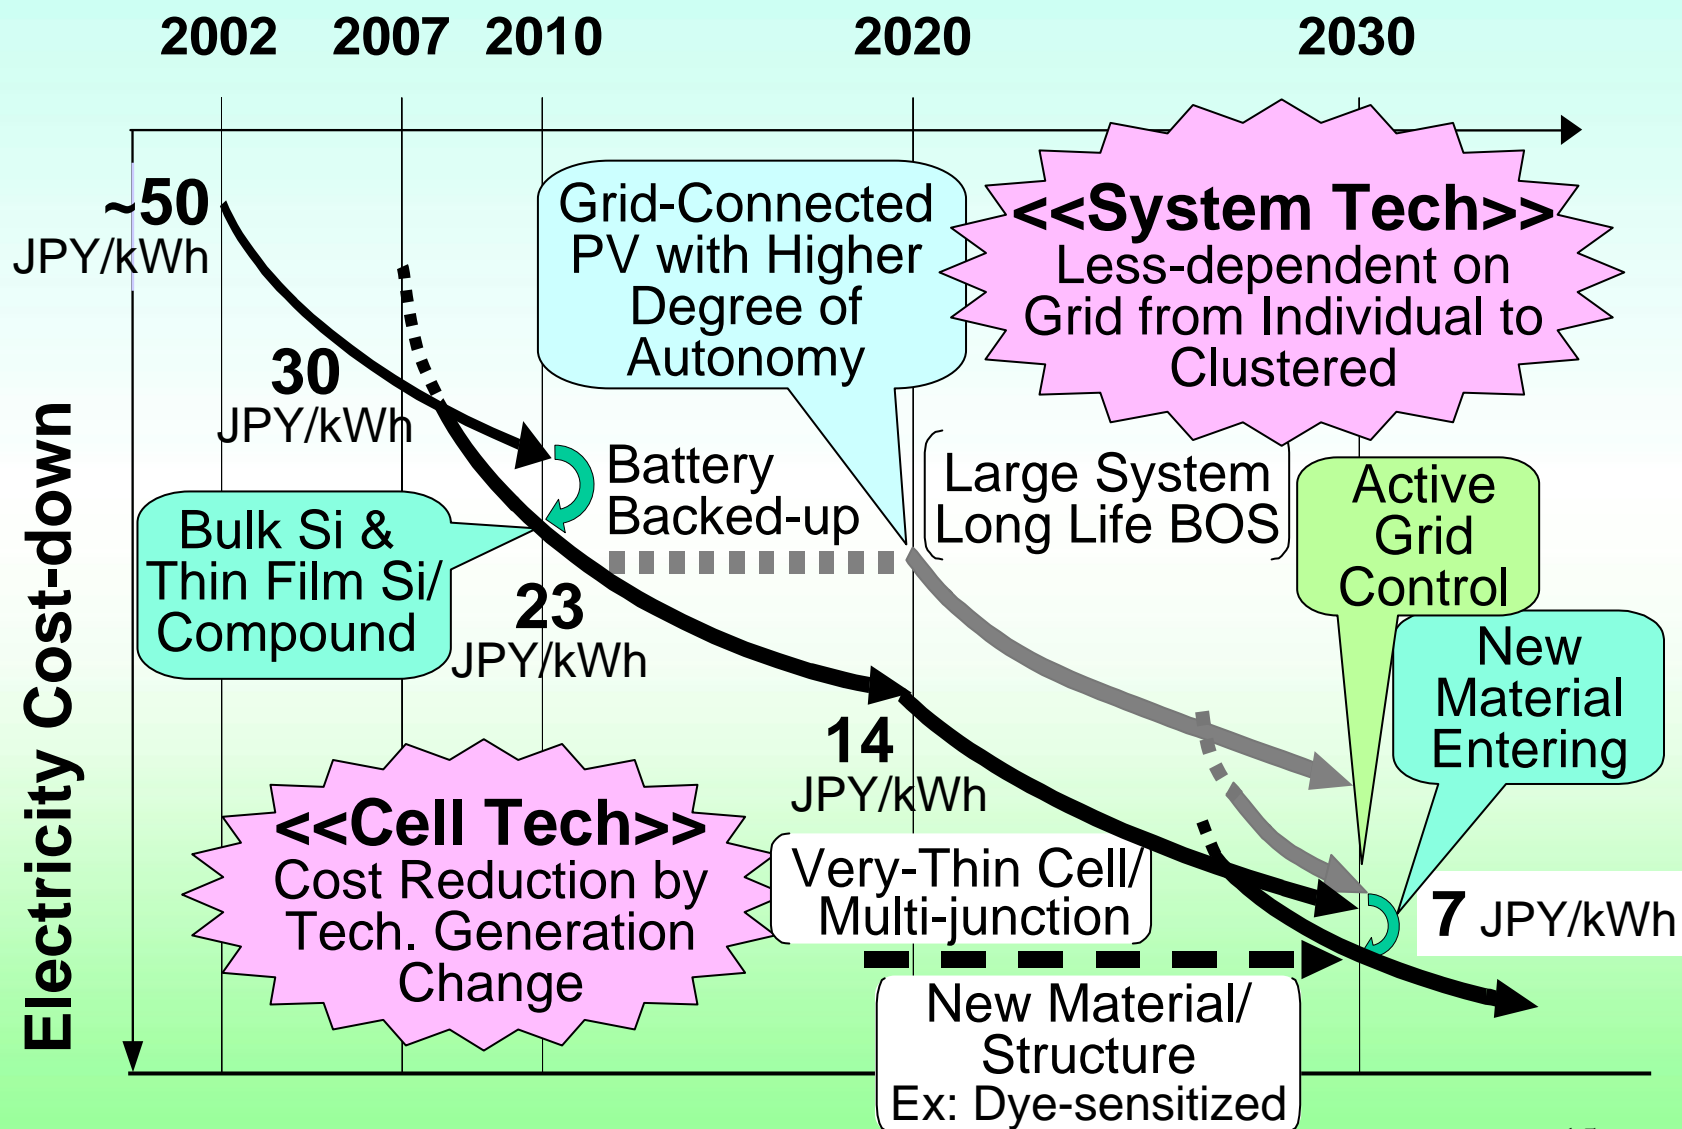 2002 2007 2010 2020 2030
~50
JPY/kWh
30
JPY/kWh
Grid-Connected
PV with Higher
Degree of
Autonomy
<<System Tech>>
Less-dependent on
Grid from Individual to
Clustered
Battery
Backed-up
Large System
Long Life BOS
Active
Grid
Control
Bulk Si &
Thin Film Si/
Compound
23
JPY/kWh
New
Material
Entering
14
JPY/kWh
<<Cell Tech>>
Cost Reduction by
Tech. Generation
Change
Very-Thin Cell/
Multi-junction
7 JPY/kWh
New Material/
Structure
Ex: Dye-sensitized
Electricity Cost-down